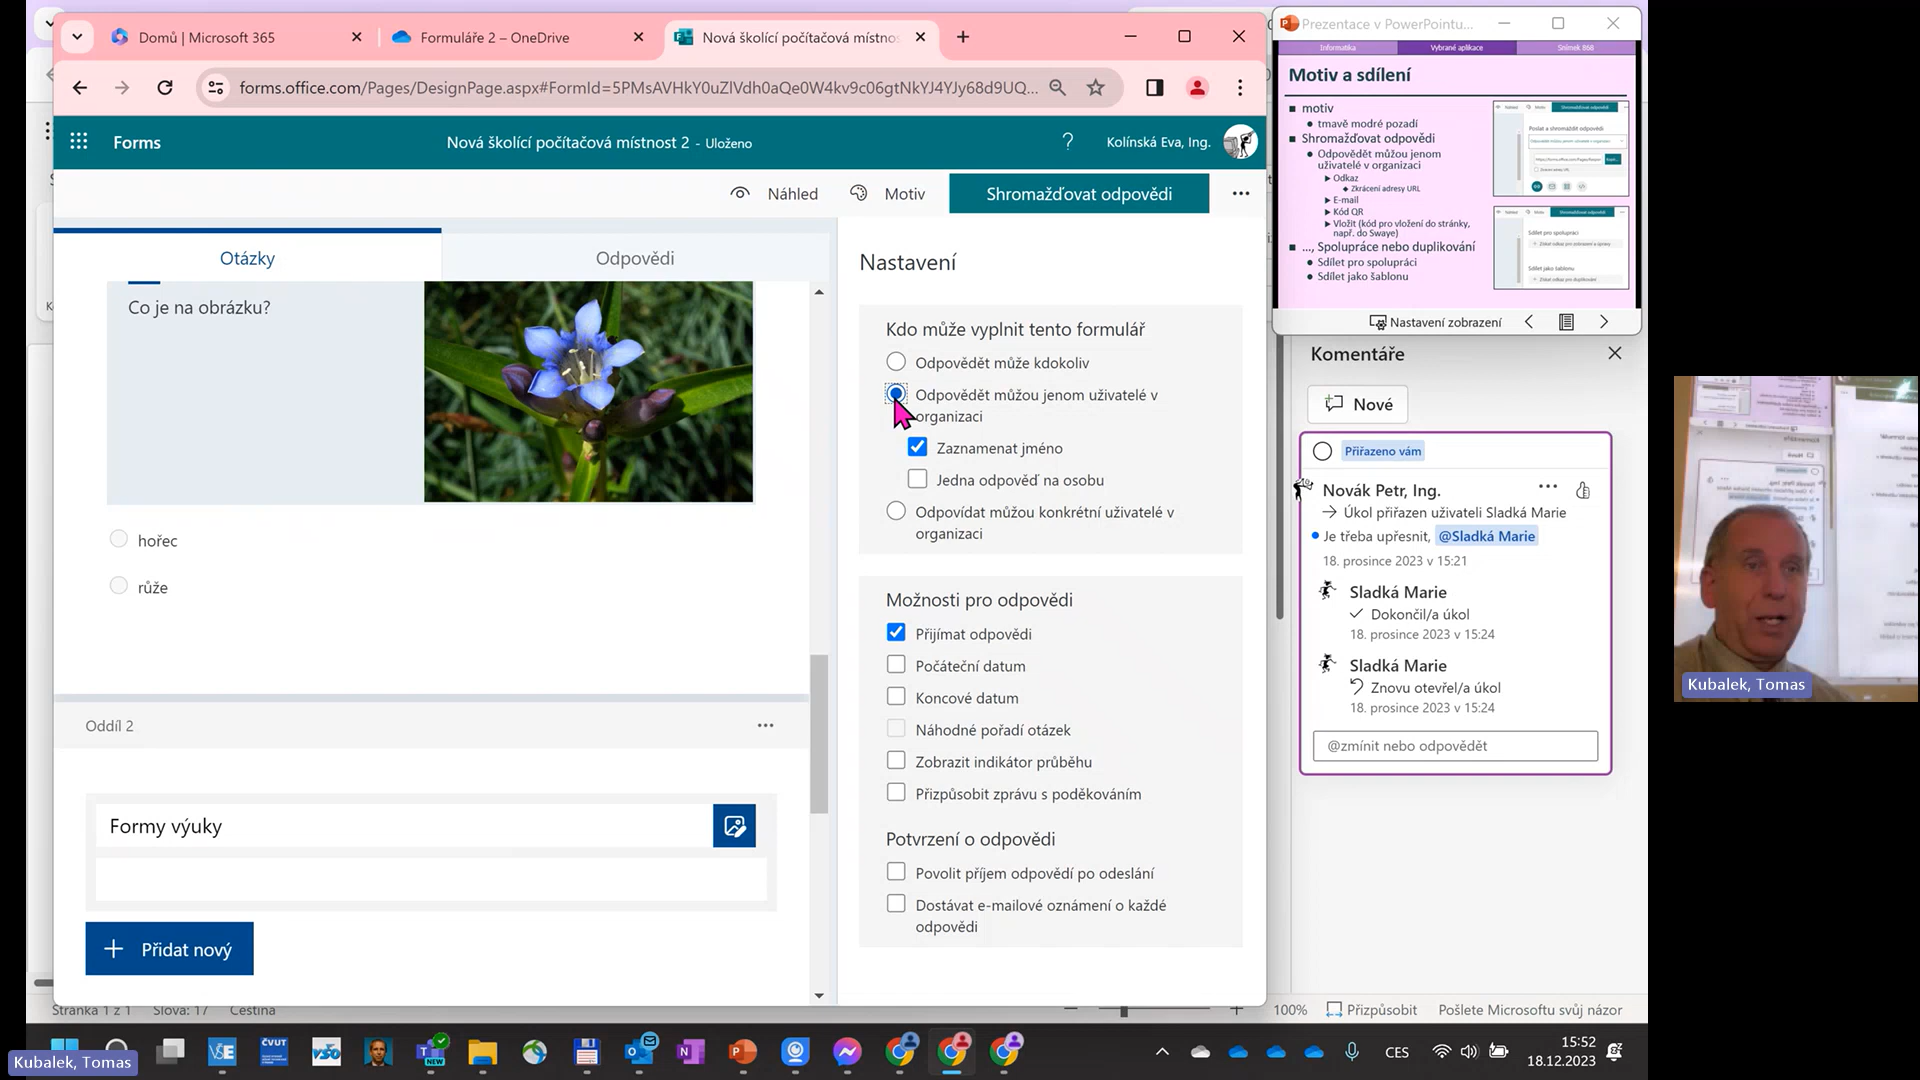 Domů | Microsoft 365
Formuláře 2 – OneDrive
Nová školící počítačová místnos
forms.office.com/Pages/DesignPage.aspx#FormId=5PMsAVHkY0uZlVdh0aQe0W4kv9c06gtNkYJ4YJy68d9UQ...
Forms
Nová školící počítačová místnost 2 - Uloženo
?
Kolínská Eva, Ing.
Náhled
Motiv
Shromažďovat odpovědi
Otázky
Odpovědi
Co je na obrázku?
hořec
růže
Oddíl 2
Formy výuky
Přidat nový
Nastavení
Kdo může vyplnit tento formulář
Odpovědět může kdokoliv
Odpovědět můžou jenom uživatelé v
organizaci
Zaznamenat jméno
Jedna odpověď na osobu
Odpovídat můžou konkrétní uživatelé v
organizaci
Možnosti pro odpovědi
Přijímat odpovědi
Počáteční datum
Koncové datum
Náhodné pořadí otázek
Zobrazit indikátor průběhu
Přizpůsobit zprávu s poděkováním
Potvrzení o odpovědi
Povolit příjem odpovědí po odeslání
Dostávat e-mailové oznámení o každé
odpovědi
Prezentace v PowerPointu...
Informatika
Vybrané aplikace
Snímek 868
Motiv a sdílení
motiv
tmavě modré pozadí
Shromažďovat odpovědi
Odpovědět můžou jenom
uživatelé v organizaci
Odkaz
Zkrácení adresy URL
E-mail
Kód QR
Vložit (kód pro vložení do stránky,
např. do Swaye)
..., Spolupráce nebo duplikování
Sdílet pro spolupráci
Sdílet jako šablonu
Nastavení zobrazení
Komentáře
Nové
Přiřazeno vám
Novák Petr, Ing.
Úkol přiřazen uživateli Sladká Marie
Je třeba upřesnit, @Sladká Marie
18. prosince 2023 v 15:21
Sladká Marie
Dokončil/a úkol
18. prosince 2023 v 15:24
Sladká Marie
Znovu otevřel/a úkol
18. prosince 2023 v 15:24
@zmínit nebo odpovědět
Kubalek, Tomas
Stránka 1 z 1
Slova: 17
Čeština
100%
Přizpůsobit
Pošlete Microsoftu svůj názor
Kubalek, Tomas
ČVUT
NEW
CES
15:52
18.12.2023